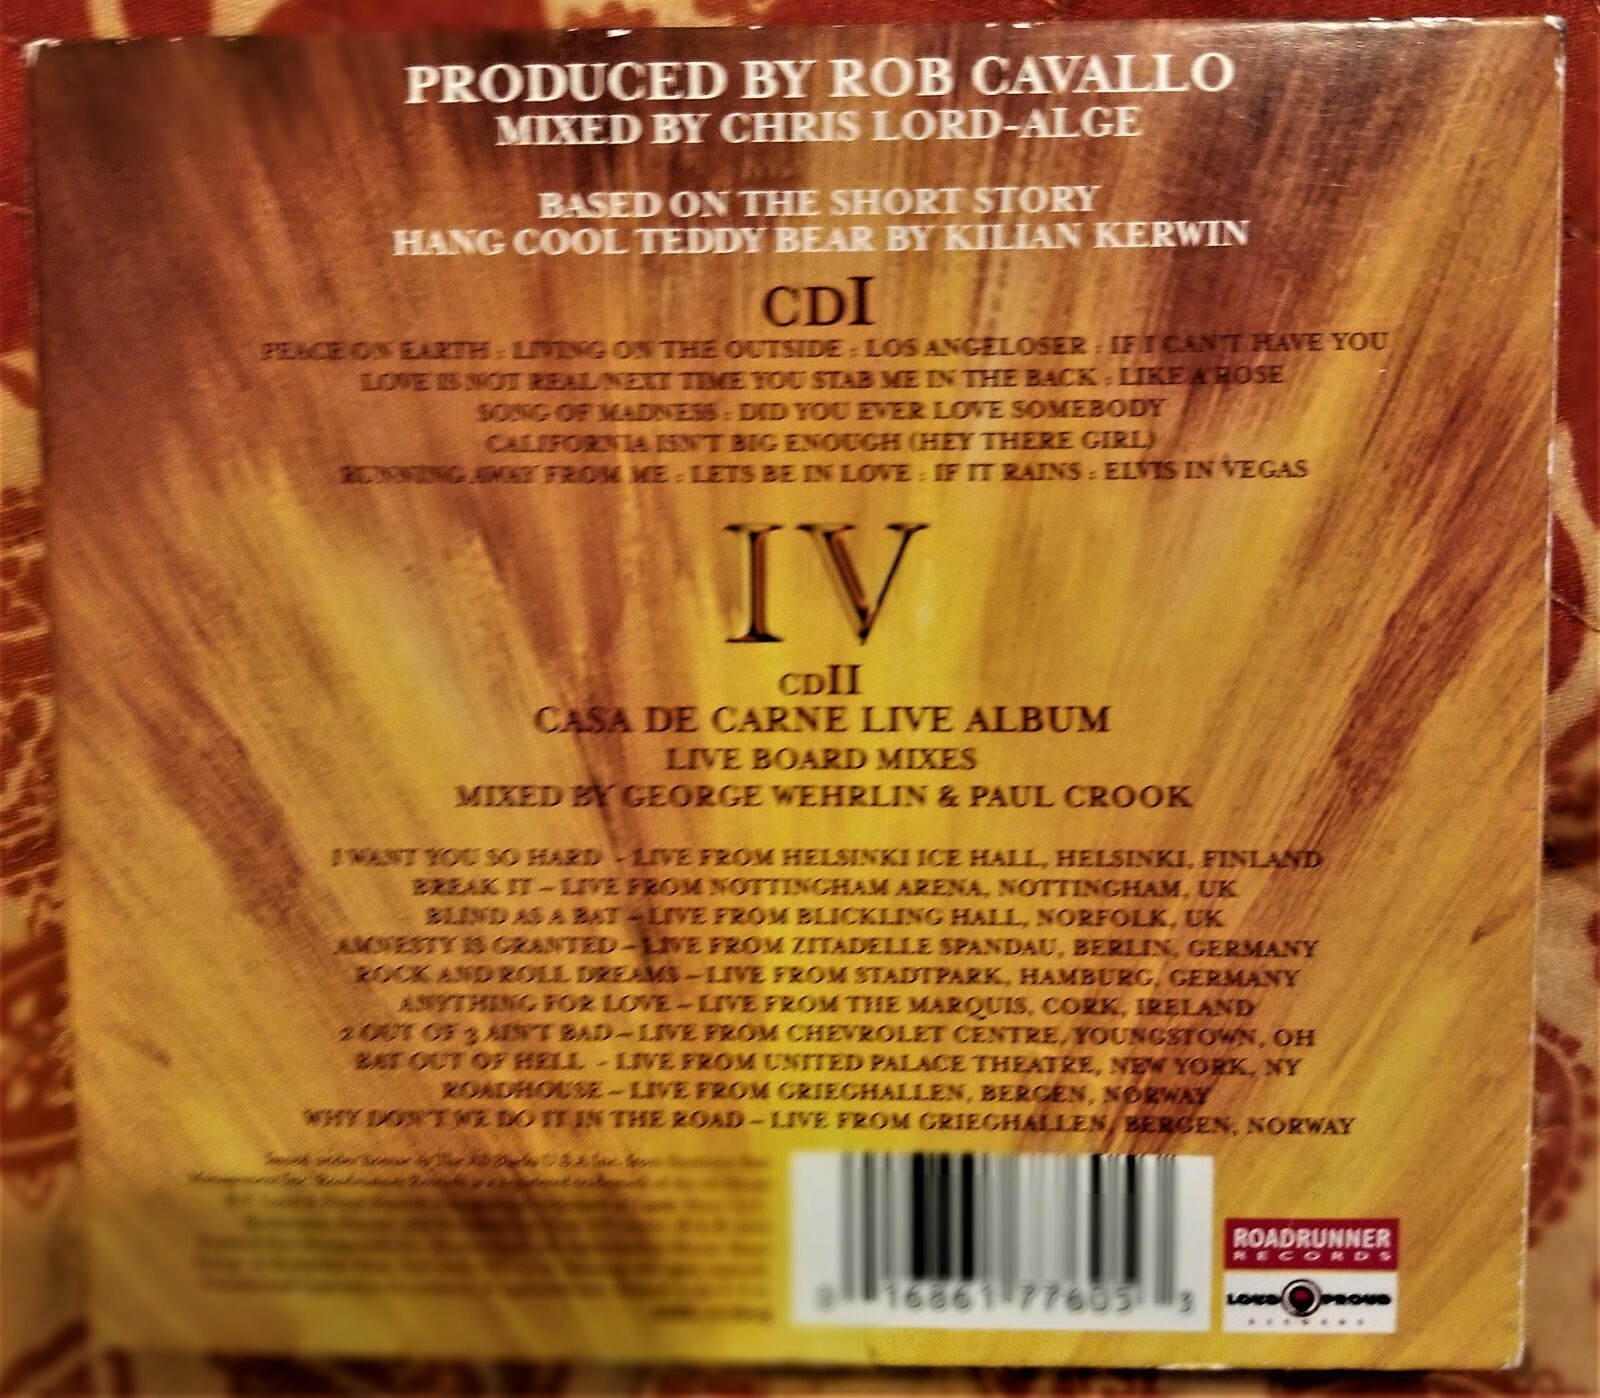 PRODUCED BY ROB CAVALLO
MIXED BY CHRIS LORD-ALGE
BASED ON THE SHORT STORY
HANG COOL TEDDY BEAR BY KILIAN KERWIN
CDI
PEACE ON EARTH : LIVING ON THE OUTSIDE : LOS ANGELOSER : IF I CAN'T HAVE YOU
LOVE IS NOT REAL/NEXT TIME YOU STAB ME IN THE BACK : LIKE A ROSE
SONG OF MADNESS : DID YOU EVER LOVE SOMEBODY
CALIFORNIA ISN'T BIG ENOUGH (HEY THERE GIRL)
RUNNING AWAY FROM ME : LETS BE IN LOVE : IF IT RAINS : ELVIS IN VEGAS
IV
CDII
CASA DE CARNE LIVE ALBUM
LIVE BOARD MIXES
MIXED BY GEORGE WEHRLIN & PAUL CROOK
I WANT YOU SO HARD - LIVE FROM HELSINKI ICE HALL, HELSINKI, FINLAND
BREAK IT – LIVE FROM NOTTINGHAM ARENA, NOTTINGHAM, UK
BLIND AS A BAT – LIVE FROM BLICKLING HALL, NORFOLK, UK
AMNESTY IS GRANTED – LIVE FROM ZITADELLE SPANDAU, BERLIN, GERMANY
ROCK AND ROLL DREAMS – LIVE FROM STADTPARK, HAMBURG, GERMANY
ANYTHING FOR LOVE – LIVE FROM THE MARQUIS, CORK, IRELAND
2 OUT OF 3 AIN'T BAD – LIVE FROM CHEVROLET CENTRE, YOUNGSTOWN, OH
BAT OUT OF HELL - LIVE FROM UNITED PALACE THEATRE, NEW YORK, NY
ROADHOUSE – LIVE FROM GRIEGHALLEN, BERGEN, NORWAY
WHY DON'T WE DO IT IN THE ROAD – LIVE FROM GRIEGHALLEN, BERGEN, NORWAY
0 16861 77605 3
ROADRUNNER
RECORDS
LOUD PROUD
RECORDS